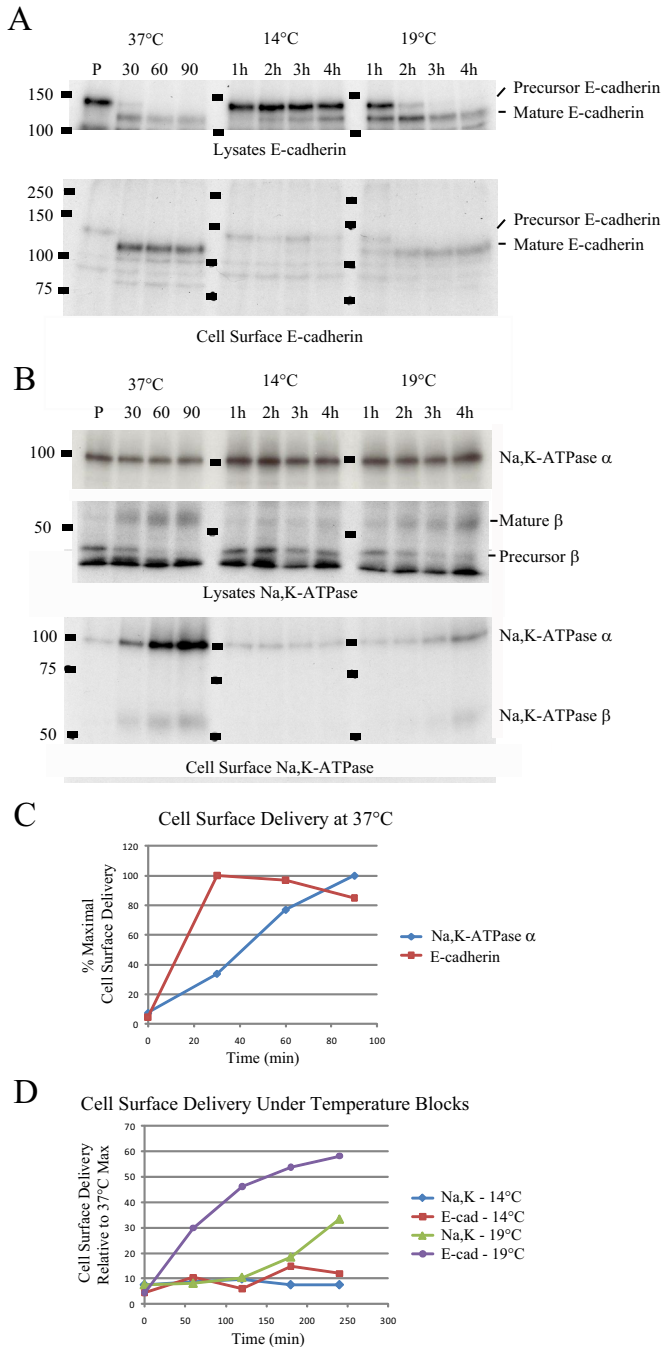 A
37°C 14°C 19°C
P 30 60 90 1h 2h 3h 4h 1h 2h 3h 4h
150
100
Precursor E-cadherin
Mature E-cadherin
Lysates E-cadherin
250
150
100
75
Precursor E-cadherin
Mature E-cadherin
Cell Surface E-cadherin
B
37°C 14°C 19°C
P 30 60 90 1h 2h 3h 4h 1h 2h 3h 4h
100
Na,K-ATPase α
50
Mature β
Precursor β
Lysates Na,K-ATPase
100
75
50
Na,K-ATPase α
Na,K-ATPase β
Cell Surface Na,K-ATPase
C
Cell Surface Delivery at 37°C
% Maximal
Cell Surface Delivery
120
100
80
60
40
20
0
0 20 40 60 80 100
Time (min)
Na,K-ATPase α
E-cadherin
D
Cell Surface Delivery Under Temperature Blocks
Cell Surface Delivery
Relative to 37°C Max
70
60
50
40
30
20
10
0
0 50 100 150 200 250 300
Time (min)
Na,K - 14°C
E-cad - 14°C
Na,K - 19°C
E-cad - 19°C